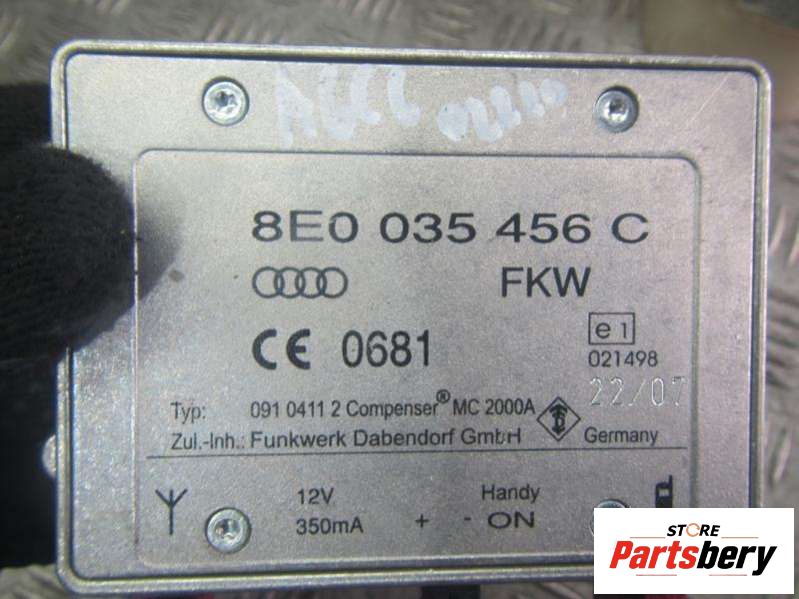 8E0 035 456 C
FKW
CE 0681
e1
021498
22/07
Typ: 091 0411 2 Compenser® MC 2000A
Zul.-Inh.: Funkwerk Dabendorf GmbH Germany
12V Handy
350mA + - ON
STORE
Partsbery